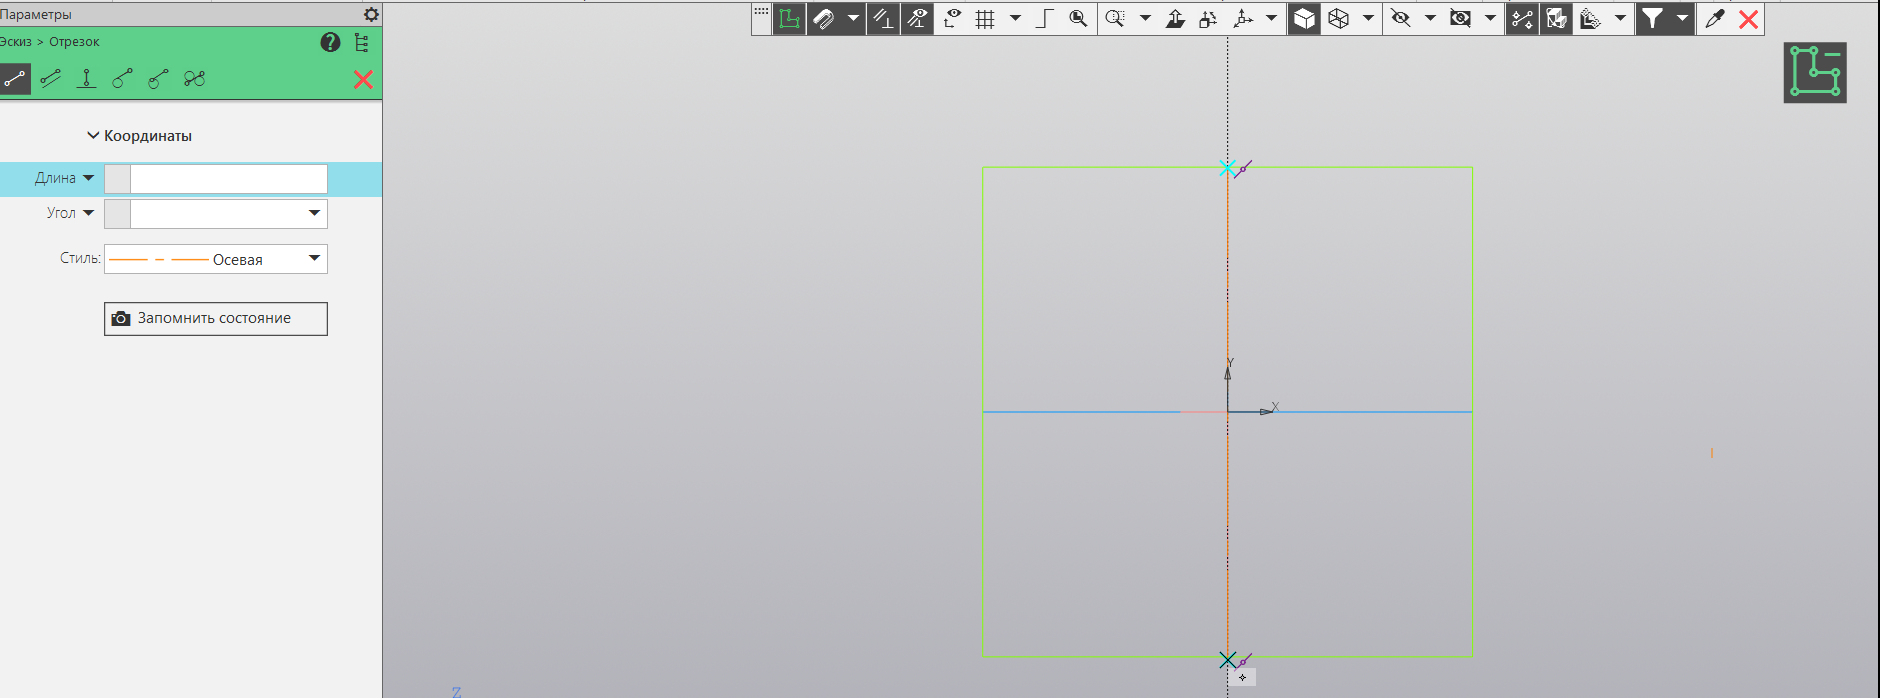 Параметры
Эскиз > Отрезок
Координаты
Длина
Угол
Стиль: Осевая
Запомнить состояние
Y
X
Z